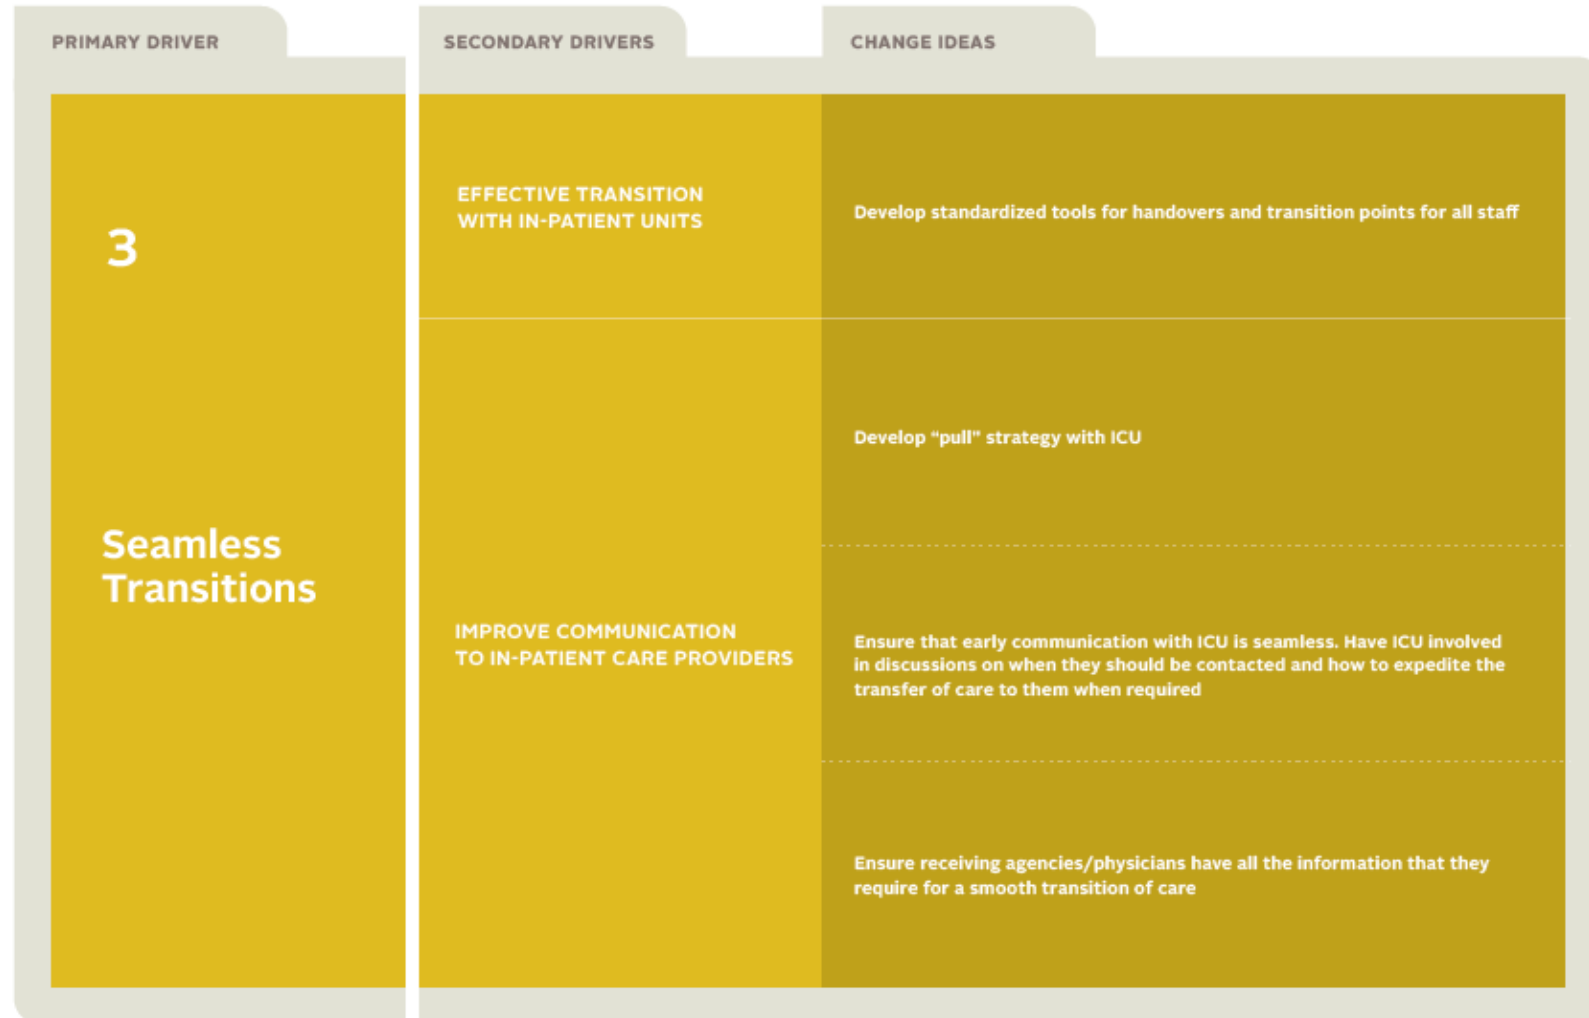 PRIMARY DRIVER
SECONDARY DRIVERS
CHANGE IDEAS
3
Seamless
Transitions
EFFECTIVE TRANSITION
WITH IN-PATIENT UNITS
Develop standardized tools for handovers and transition points for all staff
IMPROVE COMMUNICATION
TO IN-PATIENT CARE PROVIDERS
Develop “pull” strategy with ICU
Ensure that early communication with ICU is seamless. Have ICU involved
in discussions on when they should be contacted and how to expedite the
transfer of care to them when required
Ensure receiving agencies/physicians have all the information that they
require for a smooth transition of care